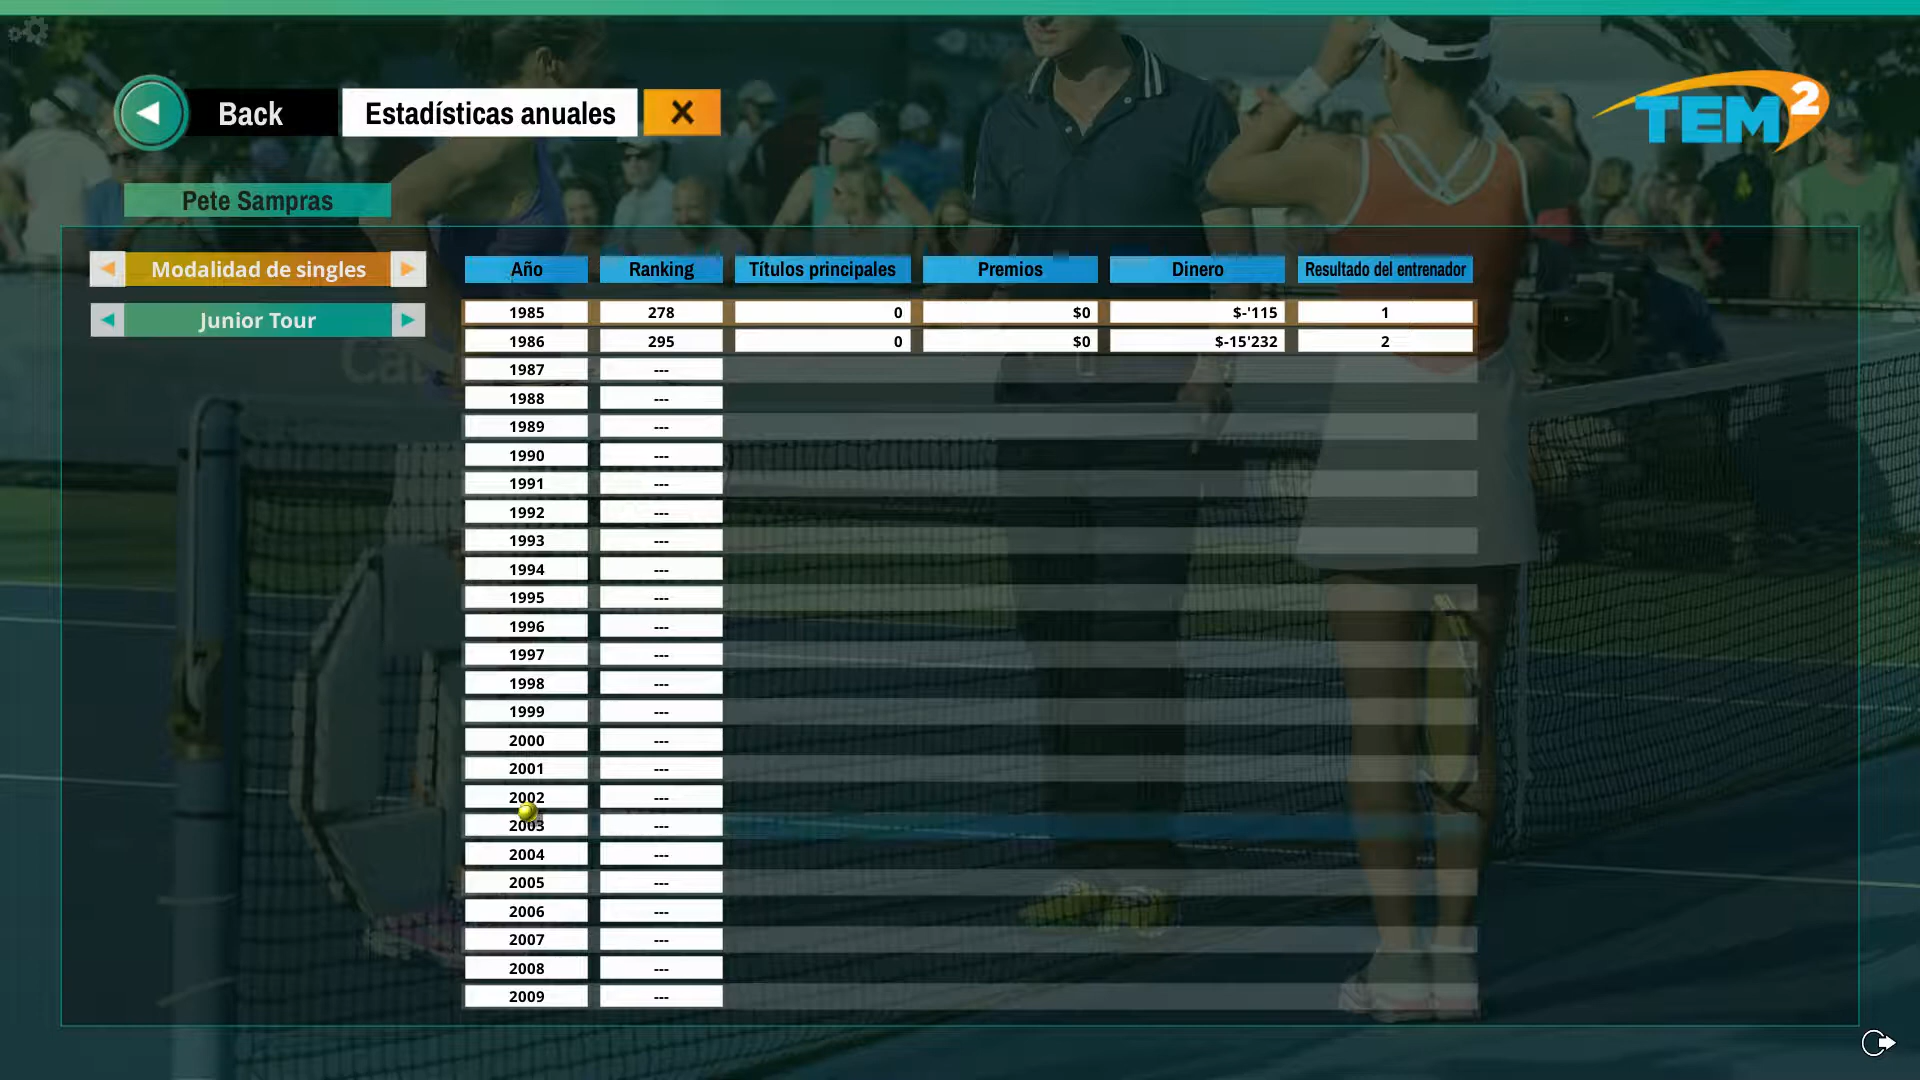 Back
Estadísticas anuales
TEM2
Pete Sampras
Modalidad de singles
Junior Tour
Año Ranking Títulos principales Premios Dinero Resultado del entrenador
1985 278 0 $0 $-'115 1
1986 295 0 $0 $-15'232 2
1987 ---
1988 ---
1989 ---
1990 ---
1991 ---
1992 ---
1993 ---
1994 ---
1995 ---
1996 ---
1997 ---
1998 ---
1999 ---
2000 ---
2001 ---
2002 ---
2003 ---
2004 ---
2005 ---
2006 ---
2007 ---
2008 ---
2009 ---